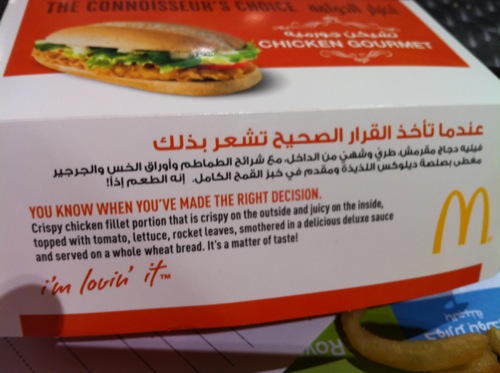 THE CONNOISSEUR'S CHOICE.
تشيكن جورميه
CHICKEN GOURMET
عندما تأخذ القرار الصحيح تشعر بذلك
فيليه دجاج مقرمش، طريّ وشهيّ من الداخل، مع شرائح الطماطم وأوراق الخس والجرجير
مغطى بصلصة ديلوكس اللذيذة ومقدم في خبز القمح الكامل. إنه الطعم إذاً!
YOU KNOW WHEN YOU'VE MADE THE RIGHT DECISION.
Crispy chicken fillet portion that is crispy on the outside and juicy on the inside,
topped with tomato, lettuce, rocket leaves, smothered in a delicious deluxe sauce
and served on a whole wheat bread. It's a matter of taste!
i'm lovin' it™